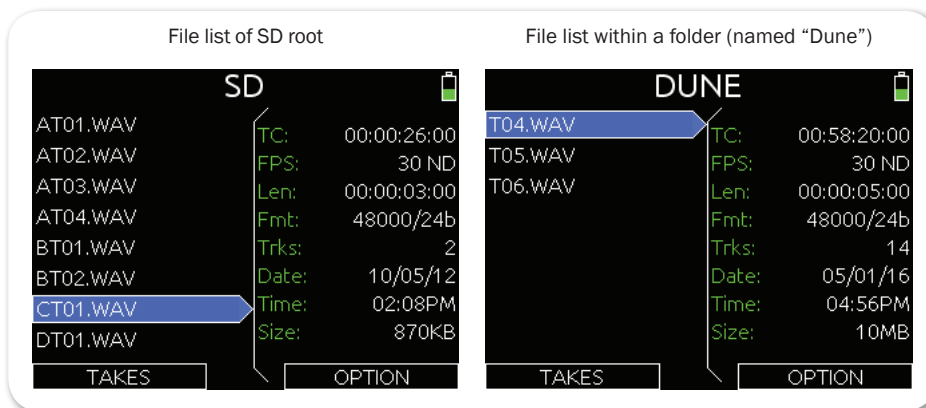 File list of SD root
SD
AT01.WAV
AT02.WAV
AT03.WAV
AT04.WAV
BT01.WAV
BT02.WAV
CT01.WAV
DT01.WAV
TC: 00:00:26:00
FPS: 30 ND
Len: 00:00:03:00
Fmt: 48000/24b
Trks: 2
Date: 10/05/12
Time: 02:08PM
Size: 870KB
TAKES
OPTION
File list within a folder (named “Dune”)
DUNE
T04.WAV
T05.WAV
T06.WAV
TC: 00:58:20:00
FPS: 30 ND
Len: 00:00:05:00
Fmt: 48000/24b
Trks: 14
Date: 05/01/16
Time: 04:56PM
Size: 10MB
TAKES
OPTION